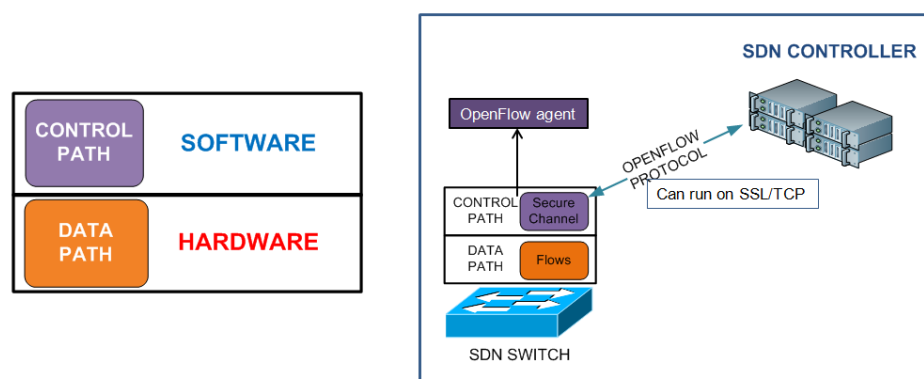 CONTROL
PATH
SOFTWARE
DATA
PATH
HARDWARE
SDN CONTROLLER
OpenFlow agent
OPENFLOW
PROTOCOL
Can run on SSL/TCP
CONTROL
PATH
Secure
Channel
DATA
PATH
Flows
SDN SWITCH